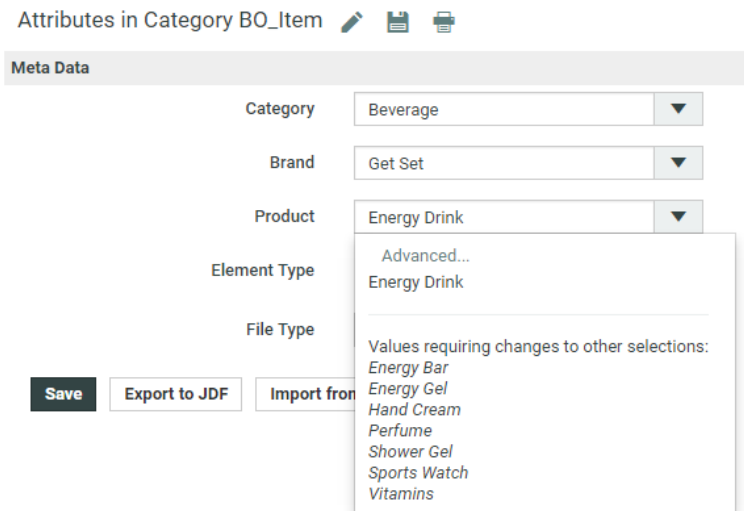 Attributes in Category BO_Item
Meta Data
Category Beverage
Brand Get Set
Product Energy Drink
Advanced...
Energy Drink
Element Type
File Type
Values requiring changes to other selections:
Energy Bar
Energy Gel
Hand Cream
Perfume
Shower Gel
Sports Watch
Vitamins
Save Export to JDF Import from